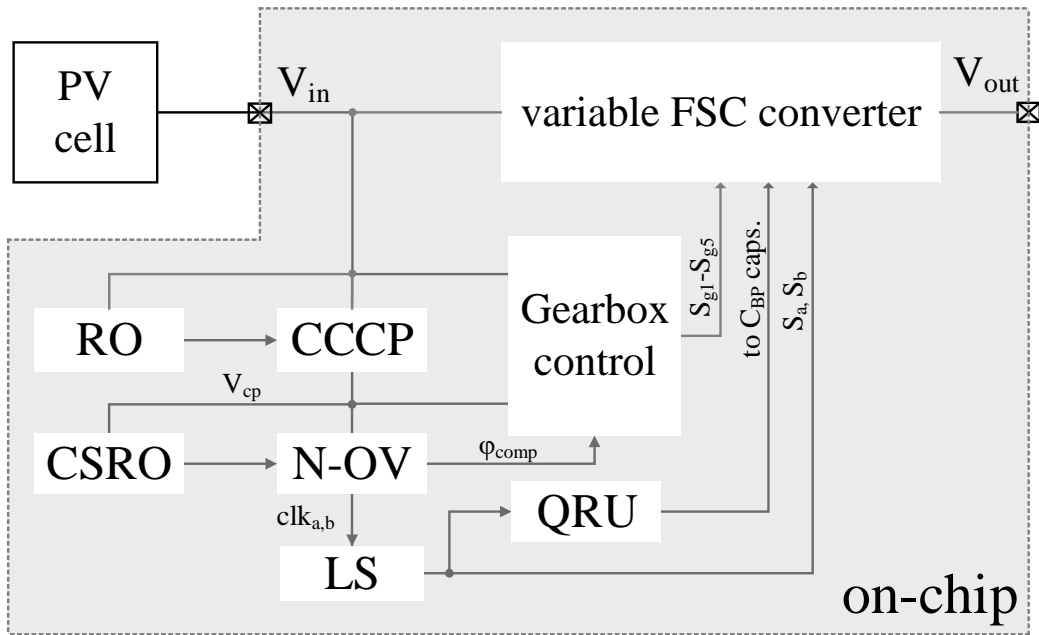 PV
cell
V_in
variable FSC converter
V_out
S_g1-S_g5
to C_BP caps.
S_a, S_b
Gearbox
control
RO
CCCP
V_cp
CSRO
N-OV
φ_comp
clk_a,b
QRU
LS
on-chip